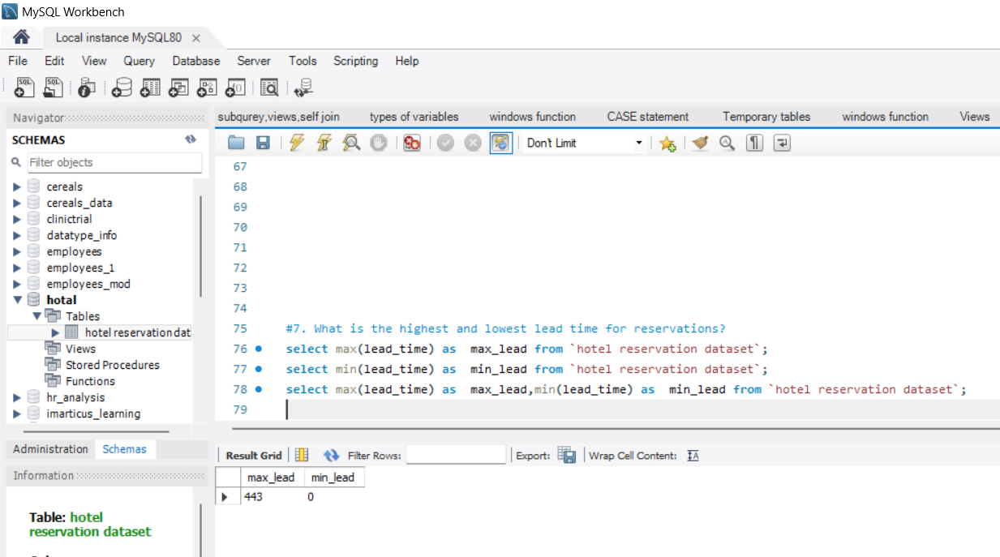 MySQL Workbench
Local instance MySQL80
File Edit View Query Database Server Tools Scripting Help
Navigator
SCHEMAS
Filter objects
cereals
cereals_data
clinictrial
datatype_info
employees
employees_1
employees_mod
hotal
Tables
hotel reservation dat
Views
Stored Procedures
Functions
hr_analysis
imarticus_learning
Administration Schemas
Information
Table: hotel
reservation dataset
subqurey,views,self join types of variables windows function CASE statement Temporary tables windows function Views
Don't Limit
67
68
69
70
71
72
73
74
75 #7. What is the highest and lowest lead time for reservations?
76 select max(lead_time) as  max_lead from `hotel reservation dataset`;
77 select min(lead_time) as  min_lead from `hotel reservation dataset`;
78 select max(lead_time) as  max_lead,min(lead_time) as  min_lead from `hotel reservation dataset`;
79
Result Grid Filter Rows: Export: Wrap Cell Content:
max_lead min_lead
443 0